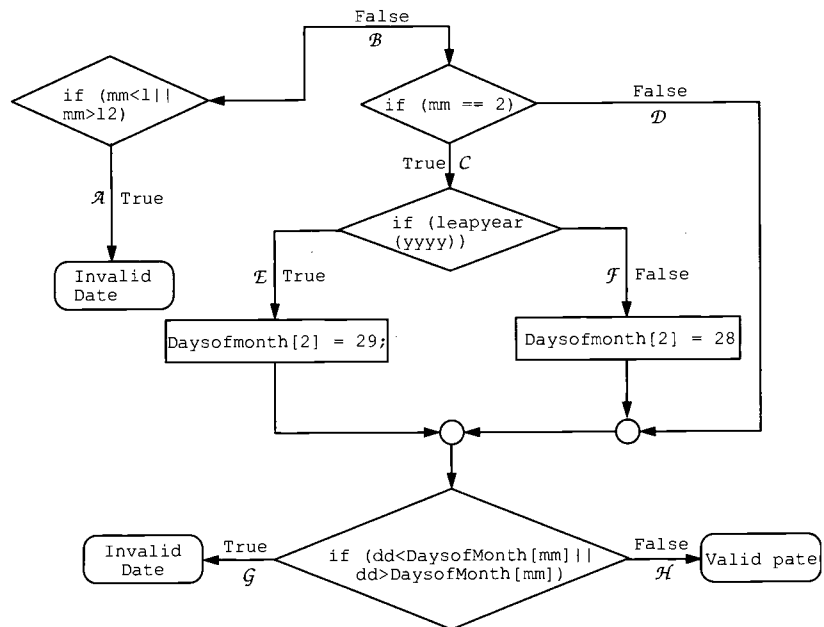 False
B
if (mm<1||
mm>12)
if (mm == 2)
False
D
True C
A True
if (leapyear
(yyyy))
Invalid
Date
E True
F False
Daysofmonth[2] = 29;
Daysofmonth[2] = 28
Invalid
Date
True
G
if (dd<DaysofMonth[mm]||
dd>DaysofMonth[mm])
False
H
Valid pate